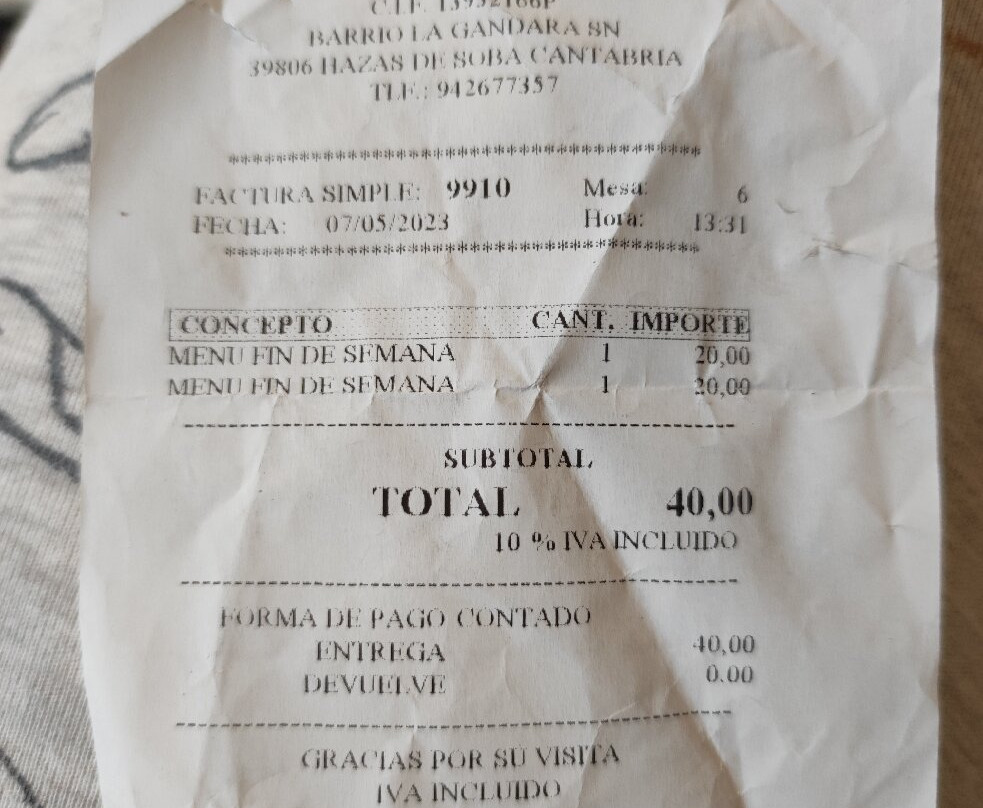 C.I.F. 13932166P
BARRIO LA GANDARA SN
39806 HAZAS DE SOBA CANTABRIA
TLF.: 942677357
****************************************
FACTURA SIMPLE: 9910 Mesa: 6
FECHA: 07/05/2023 Hora: 13:31
****************************************
CONCEPTO CANT. IMPORTE
MENU FIN DE SEMANA 1 20,00
MENU FIN DE SEMANA 1 20,00
SUBTOTAL
TOTAL 40,00
10 % IVA INCLUIDO
FORMA DE PAGO CONTADO
ENTREGA 40,00
DEVUELVE 0.00
GRACIAS POR SU VISITA
IVA INCLUIDO